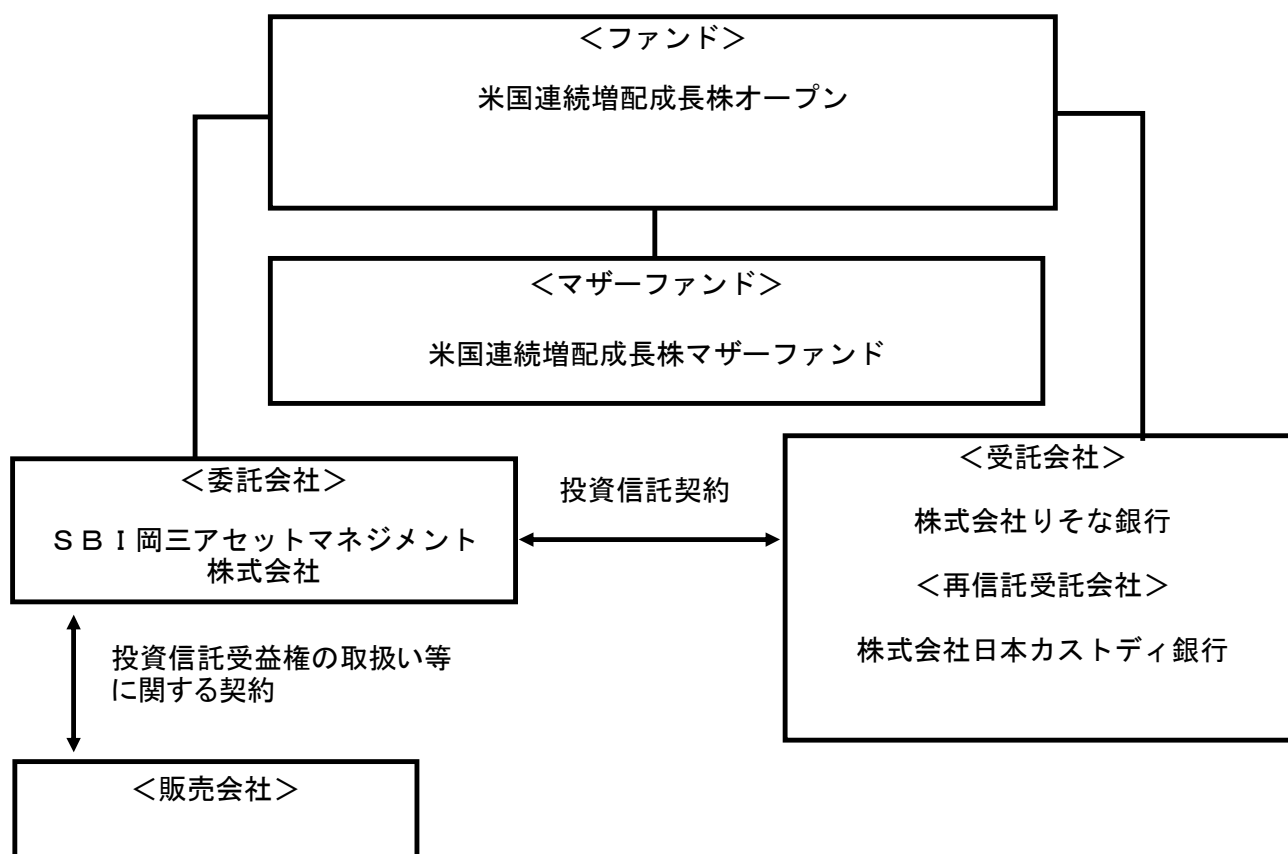 ＜ファンド＞
米国連続増配成長株オープン
＜マザーファンド＞
米国連続増配成長株マザーファンド
＜委託会社＞
ＳＢＩ岡三アセットマネジメント
株式会社
投資信託契約
＜受託会社＞
株式会社りそな銀行
＜再信託受託会社＞
株式会社日本カストディ銀行
投資信託受益権の取扱い等
に関する契約
＜販売会社＞